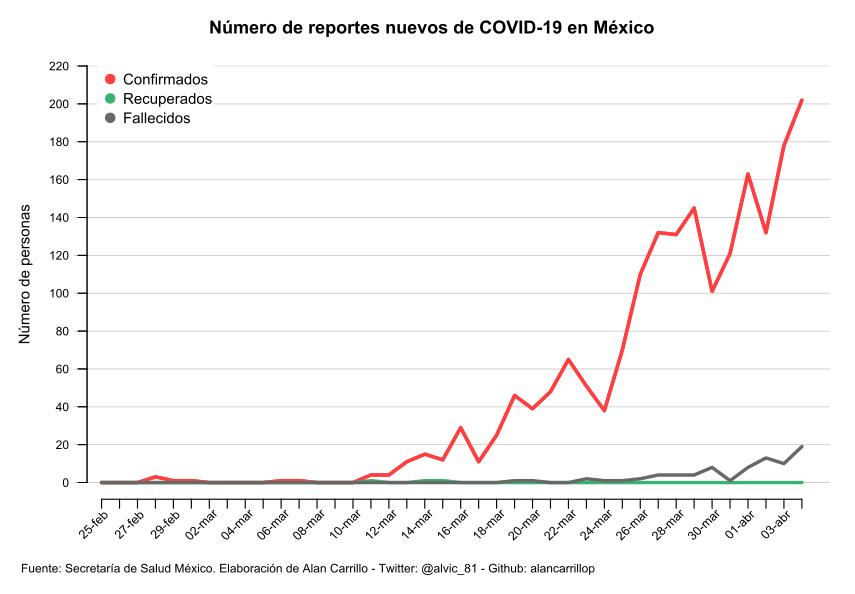 Número de reportes nuevos de COVID-19 en México
Confirmados
Recuperados
Fallecidos
Número de personas
220
200
180
160
140
120
100
80
60
40
20
0
25-feb
27-feb
29-feb
02-mar
04-mar
06-mar
08-mar
10-mar
12-mar
14-mar
16-mar
18-mar
20-mar
22-mar
24-mar
26-mar
28-mar
30-mar
01-abr
03-abr
Fuente: Secretaría de Salud México. Elaboración de Alan Carrillo - Twitter: @alvic_81 - Github: alancarrillop